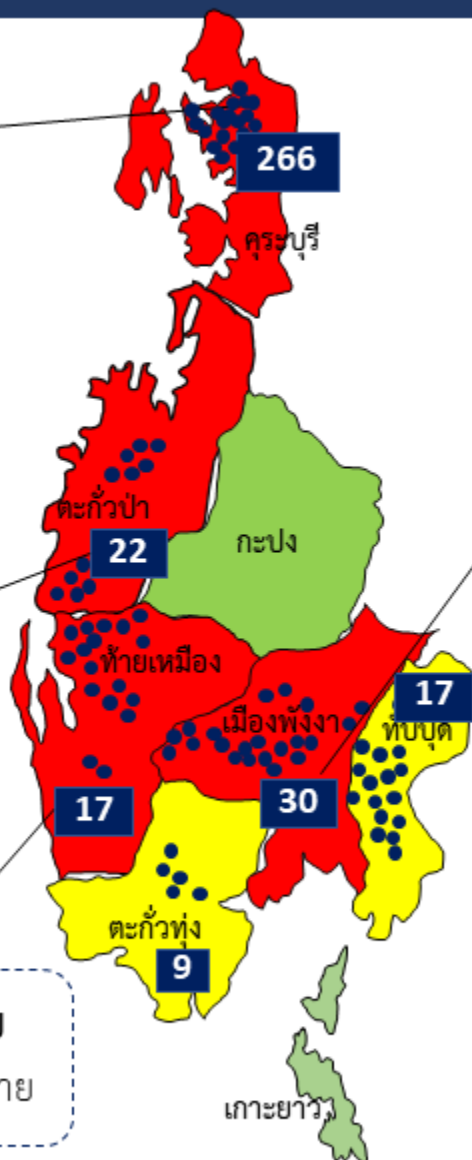 266
คุระบุรี
ตะกั่วป่า
22
กะปง
ท้ายเหมือง
17
เมืองพังงา
30
17
ทับปุด
17
ตะกั่วทุ่ง
9
เกาะยาว